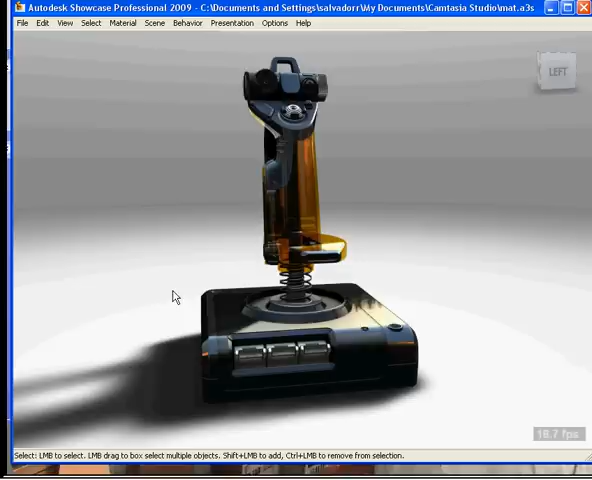 Autodesk Showcase Professional 2009 - C:\Documents and Settings\salvadorr\My Documents\Camtasia Studio\mat.a3s
File Edit View Select Material Scene Behavior Presentation Options Help
LEFT
16.7 fps
Select: LMB to select. LMB drag to box select multiple objects. Shift+LMB to add, Ctrl+LMB to remove from selection.